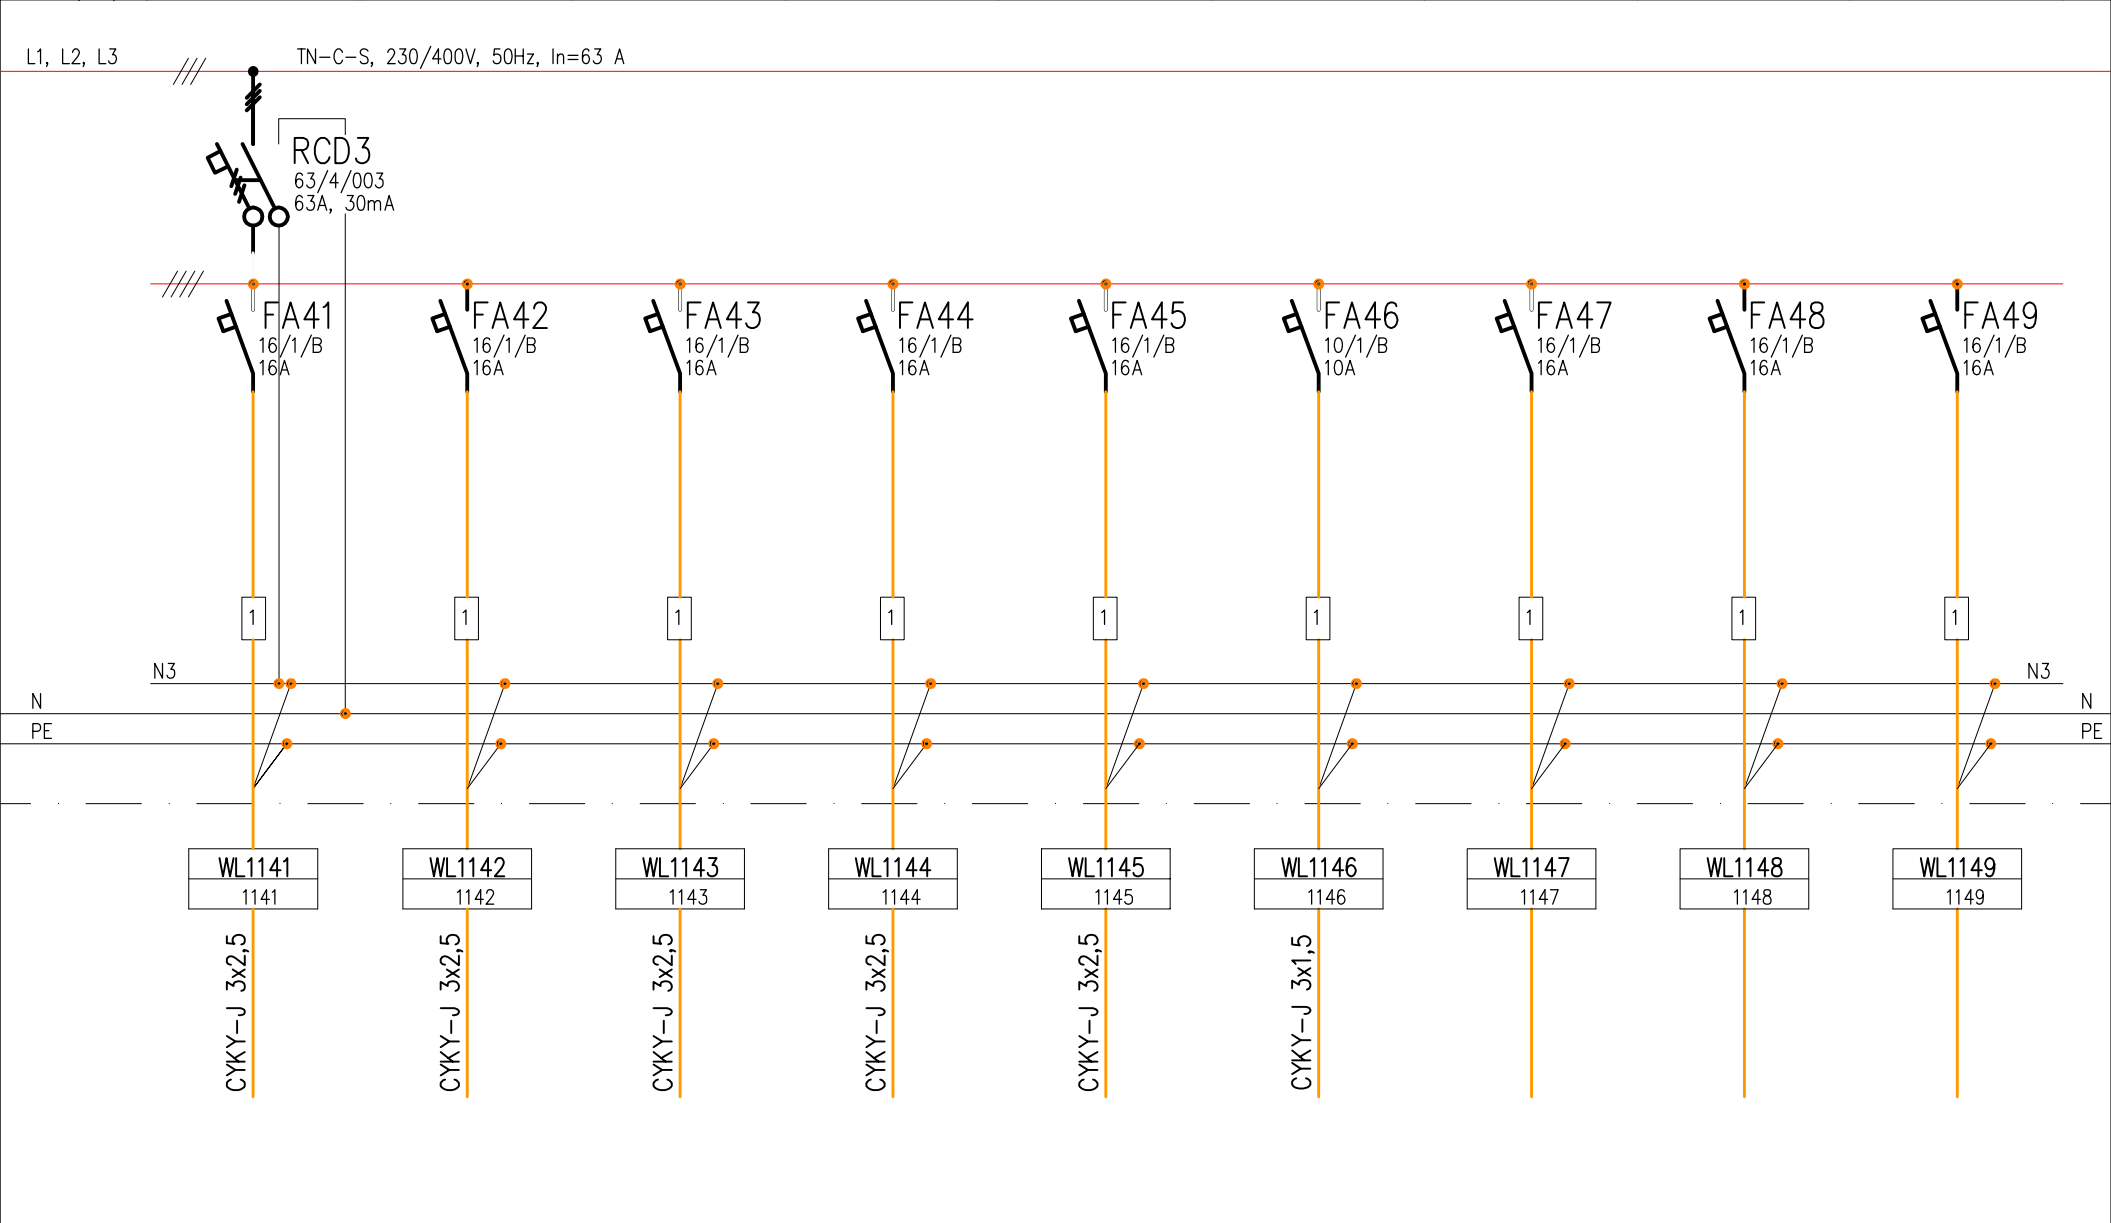 L1, L2, L3
TN-C-S, 230/400V, 50Hz, In=63 A
RCD3
63/4/003
63A, 30mA
FA41
16/1/B
16A
FA42
16/1/B
16A
FA43
16/1/B
16A
FA44
16/1/B
16A
FA45
16/1/B
16A
FA46
10/1/B
10A
FA47
16/1/B
16A
FA48
16/1/B
16A
FA49
16/1/B
16A
1
1
1
1
1
1
1
1
1
N3
N3
N
N
PE
PE
WL1141
1141
WL1142
1142
WL1143
1143
WL1144
1144
WL1145
1145
WL1146
1146
WL1147
1147
WL1148
1148
WL1149
1149
CYKY-J 3x2,5
CYKY-J 3x2,5
CYKY-J 3x2,5
CYKY-J 3x2,5
CYKY-J 3x2,5
CYKY-J 3x1,5